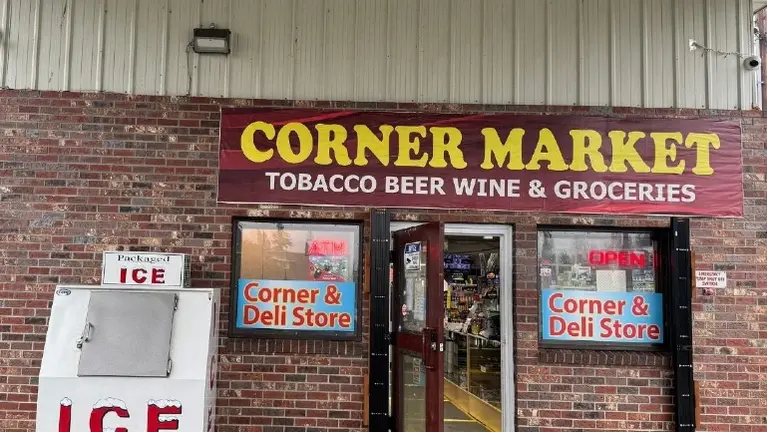 CORNER MARKET
TOBACCO BEER WINE & GROCERIES
ATM
OPEN
Corner &
Deli Store
Corner &
Deli Store
Packaged
ICE
ICE